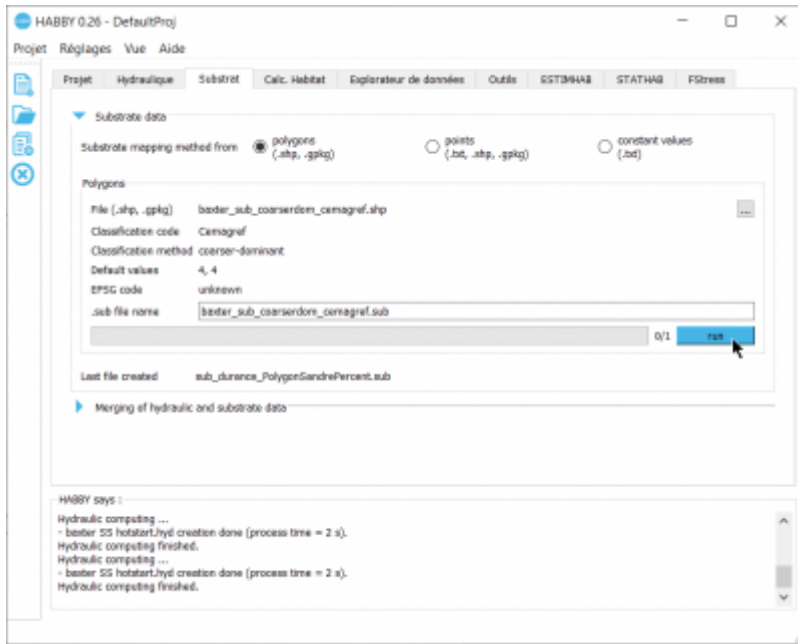 HABBY 0.26 - DefaultProj
Projet Réglages Vue Aide
Projet Hydraulique Substrat Calc. Habitat Explorateur de données Outils ESTIMHAB STATHAB FStress
Substrate data
Substrate mapping method from polygons (.shp, .gpkg) points (.txt, .shp, .gpkg) constant values (.txt)
Polygons
File (.shp, .gpkg) baxter_sub_coarserdom_cemagref.shp ...
Classification code Cemagref
Classification method coarser-dominant
Default values 4, 4
EPSG code unknown
.sub file name baxter_sub_coarserdom_cemagref.sub
0/1 run
Last file created sub_durance_PolygonSandrePercent.sub
Merging of hydraulic and substrate data
HABBY says :
Hydraulic computing ...
- baxter SS hotstart.hyd creation done (process time = 2 s).
Hydraulic computing finished.
Hydraulic computing ...
- baxter SS hotstart.hyd creation done (process time = 2 s).
Hydraulic computing finished.